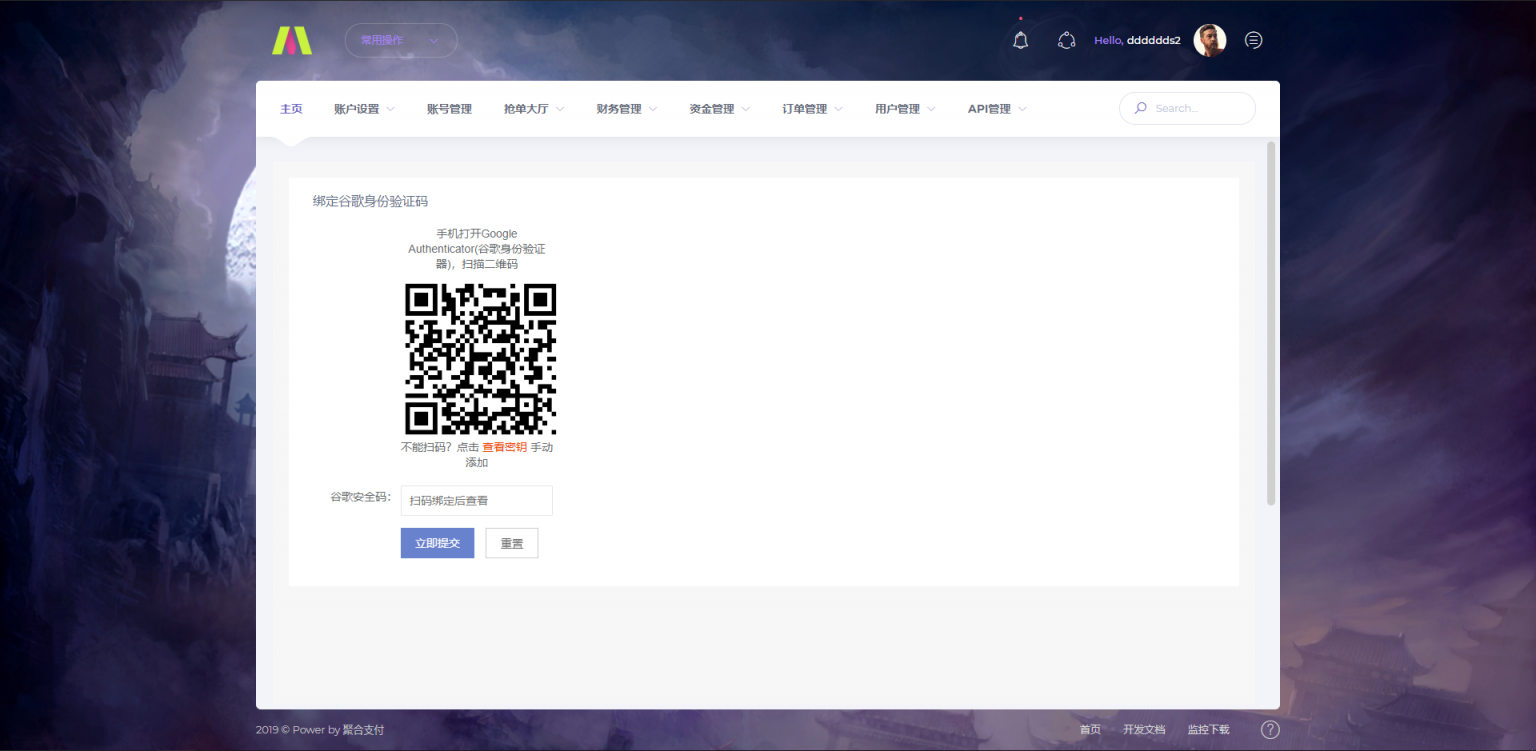 常用操作
Hello, dddddds2
主页 账户设置 账号管理 抢单大厅 财务管理 资金管理 订单管理 用户管理 API管理 Search...
绑定谷歌身份验证码
手机打开Google
Authenticator(谷歌身份验证
器)，扫描二维码
不能扫码？点击 查看密钥 手动
添加
谷歌安全码： 扫码绑定后查看
立即提交 重置
2019 © Power by 聚合支付 首页 开发文档 监控下载